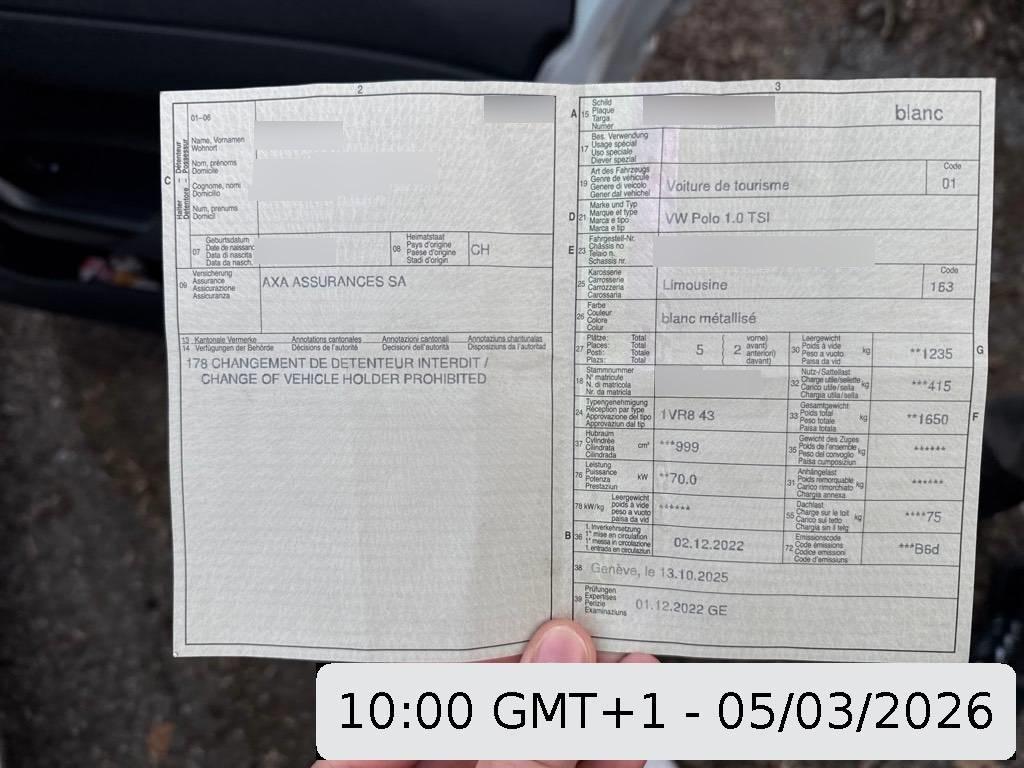 2
01–06
C
Détenteur Possessur
Halter Detentore
Name, Vornamen
Wohnort
Nom, prénoms
Domicile
Cognome, nomi
Domicilio
Num, prenums
Domicil
07
Geburtsdatum
Date de naissanc
Data di nascita
Data da nasch.
08
Heimatstaat
Pays d'origine
Paese d'origine
Stadi d'origin
CH
09
Versicherung
Assurance
Assicurazione
Assicuranza
AXA ASSURANCES SA
13 Kantonale Vermerke Annotations cantonales Annotazioni cantonali Annotaziuns chantunalas
14 Verfügungen der Behörde Décisions de l'autorité Decisioni dell'autorità Disposiziuns da l'autoritad
178 CHANGEMENT DE DETENTEUR INTERDIT /
CHANGE OF VEHICLE HOLDER PROHIBITED
3
A
15
Schild
Plaque
Targa
Numer
blanc
17
Bes. Verwendung
Usage spécial
Uso speciale
Diever spezial
19
Art des Fahrzeugs
Genre de véhicule
Genere di veicolo
Gener dal vehichel
Voiture de tourisme
Code
01
D
21
Marke und Typ
Marque et type
Marca e tipo
Marca e tip
VW Polo 1.0 TSI
E
23
Fahrgestell-Nr.
Châssis no
Telaio n.
Schassis nr.
25
Karosserie
Carrosserie
Carrozzeria
Carossaria
Limousine
Code
163
26
Farbe
Couleur
Colore
Colur
blanc métallisé
27
Plätze: Total
Places: Total
Posti: Totale
Plazs: Total
5
2
vorne)
avant)
anteriori)
davant)
30
Leergewicht
Poids à vide
Peso a vuoto
Paisa da vid
kg
**1235
G
18
Stammnummer
N° matricule
N. di matricola
Nr. da matricla
32
Nutz-/Sattellast
Charge utile/sellette
Carico utile/sella
Chargia utila/sella
kg
***415
24
Typengenehmigung
Réception par type
Approvazione del tipo
Approvaziun dal tip
1VR8 43
33
Gesamtgewicht
Poids total
Peso totale
Paisa totala
kg
**1650
F
37
Hubraum
Cylindrée
Cilindrata
Cilindrada
cm³
***999
35
Gewicht des Zuges
Poids de l'ensemble
Peso del convoglio
Paisa cumposiziun
kg
******
76
Leistung
Puissance
Potenza
Prestaziun
kW
**70.0
31
Anhängelast
Poids remorquable
Carico rimorchiato
Chargia annexa
kg
******
78 kW/kg
Leergewicht
poids à vide
peso a vuoto
paisa da vid
******
55
Dachlast
Charge sur le toit
Carico sul tetto
Chargia sin il tetg
kg
****75
B
36
1. Inverkehrsetzung
1re mise en circulation
1a messa in circolazione
1. entrada en circulaziun
02.12.2022
72
Emissionscode
Code émissions
Codice emissioni
Code d'emissiuns
***B6d
38
Genève, le 13.10.2025
39
Prüfungen
Expertises
Perizie
Examinaziuns
01.12.2022 GE
10:00 GMT+1 - 05/03/2026